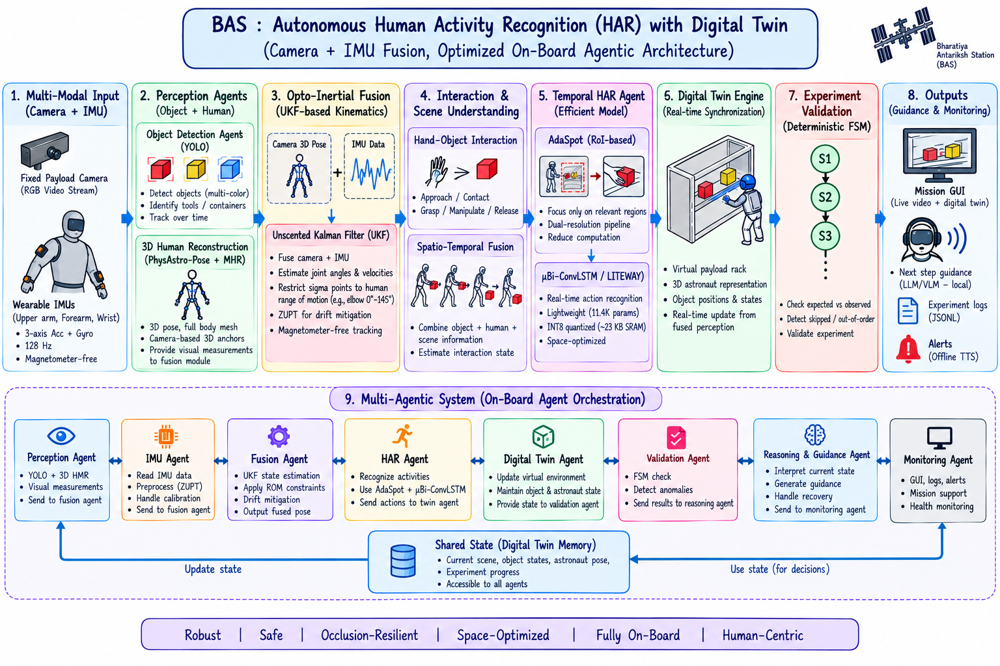 BAS : Autonomous Human Activity Recognition (HAR) with Digital Twin
(Camera + IMU Fusion, Optimized On-Board Agentic Architecture)
Bharatiya
Antariksh Station
(BAS)
1. Multi-Modal Input
(Camera + IMU)
Fixed Payload Camera
(RGB Video Stream)
Wearable IMUs
(Upper arm, Forearm, Wrist)
• 3-axis Acc + Gyro
• 128 Hz
• Magnetometer-free
2. Perception Agents
(Object + Human)
Object Detection Agent
(YOLO)
• Detect objects (multi-color)
• Identify tools / containers
• Track over time
3D Human Reconstruction
(PhysAstro-Pose + MHR)
• 3D pose, full body mesh
• Camera-based 3D anchors
• Provide visual measurements
to fusion module
3. Opto-Inertial Fusion
(UKF-based Kinematics)
Camera 3D Pose
+
IMU Data
Unscented Kalman Filter (UKF)
• Fuse camera + IMU
• Estimate joint angles & velocities
• Restrict sigma points to human
range of motion (e.g., elbow 0°-145°)
• ZUPT for drift mitigation
• Magnetometer-free tracking
4. Interaction &
Scene Understanding
Hand-Object Interaction
• Approach / Contact
• Grasp / Manipulate / Release
Spatio-Temporal Fusion
• Combine object + human +
scene information
• Estimate interaction state
5. Temporal HAR Agent
(Efficient Model)
AdaSpot (RoI-based)
• Focus only on relevant regions
• Dual-resolution pipeline
• Reduce computation
µBi-ConvLSTM / LITEWAY)
• Real-time action recognition
• Lightweight (11.4K params)
• INT8 quantized (~23 KB SRAM)
• Space-optimized
5. Digital Twin Engine
(Real-time Synchronization)
• Virtual payload rack
• 3D astronaut representation
• Object positions & states
• Real-time update from
fused perception
7. Experiment
Validation
(Deterministic FSM)
S1
S2
S3
• Check expected vs observed
• Detect skipped / out-of-order
• Validate experiment
8. Outputs
(Guidance & Monitoring)
Mission GUI
(Live video + digital twin)
• Next step guidance
(LLM/VLM – local)
Experiment logs
(JSONL)
Alerts
(Offline TTS)
9. Multi-Agentic System (On-Board Agent Orchestration)
Perception Agent
• YOLO + 3D HMR
• Visual measurements
• Send to fusion agent
IMU Agent
• Read IMU data
• Preprocess (ZUPT)
• Handle calibration
• Send to fusion agent
Fusion Agent
• UKF state estimation
• Apply ROM constraints
• Drift mitigation
• Output fused pose
HAR Agent
• Recognize activities
• Use AdaSpot + µBi-ConvLSTM
• Send actions to twin agent
Digital Twin Agent
• Update virtual environment
• Maintain object & astronaut state
• Provide state to validation agent
Validation Agent
• FSM check
• Detect anomalies
• Send results to reasoning agent
Reasoning & Guidance Agent
• Interpret current state
• Generate guidance
• Handle recovery
• Send to monitoring agent
Monitoring Agent
• GUI, logs, alerts
• Mission support
• Health monitoring
Update state
Shared State (Digital Twin Memory)
• Current scene, object states, astronaut pose,
• Experiment progress
• Accessible to all agents
Use state (for decisions)
Robust | Safe | Occlusion-Resilient | Space-Optimized | Fully On-Board | Human-Centric